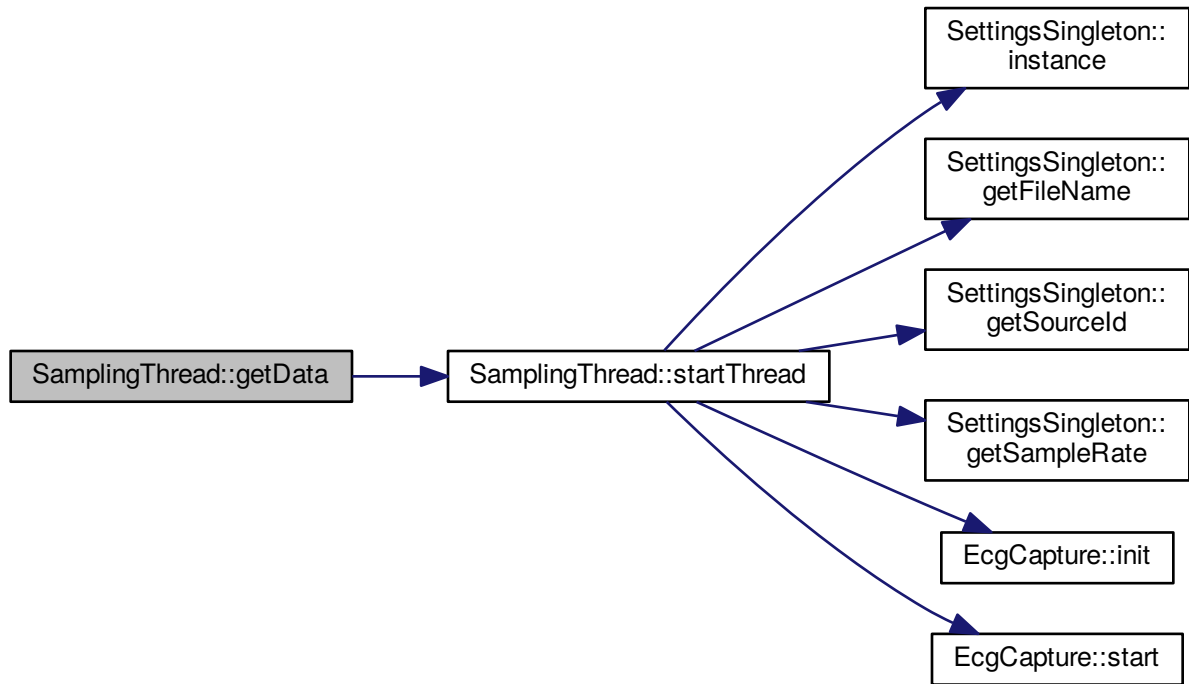 SettingsSingleton::
instance
SettingsSingleton::
getFileName
SettingsSingleton::
getSourceId
SamplingThread::getData
SamplingThread::startThread
SettingsSingleton::
getSampleRate
EcgCapture::init
EcgCapture::start